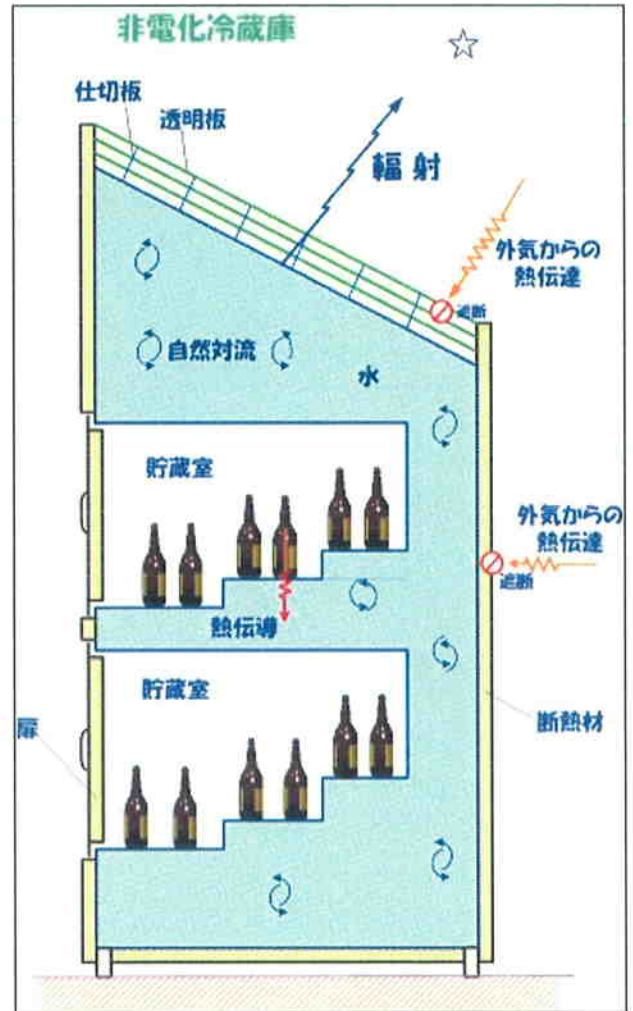 非電化冷蔵庫
仕切板
透明板
輻射
外気からの
熱伝達
遮断
自然対流
水
貯蔵室
外気からの
熱伝達
遮断
熱伝導
貯蔵室
扉
断熱材